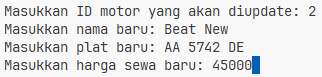 Masukkan ID motor yang akan diupdate: 2
Masukkan nama baru: Beat New
Masukkan plat baru: AA 5742 DE
Masukkan harga sewa baru: 45000